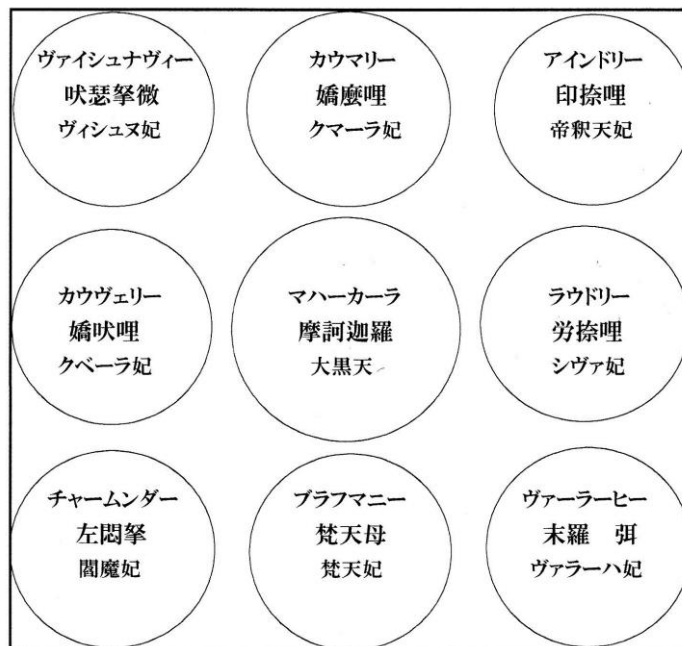 ヴァイシュナヴィー
吠瑟拏微
ヴィシュヌ妃
カウマリー
嬌麼哩
クマーラ妃
アインドリー
印捺哩
帝釈天妃
カウヴェリー
嬌吠哩
クベーラ妃
マハーカーラ
摩訶迦羅
大黒天
ラウドリー
労捺哩
シヴァ妃
チャームンダー
左悶拏
閻魔妃
ブラフマニー
梵天母
梵天妃
ヴァーラーヒー
末羅　弭
ヴァラーハ妃